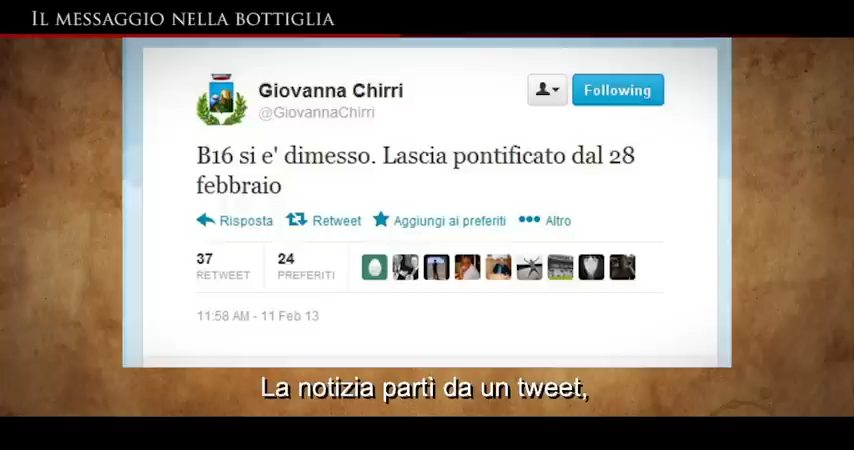 IL MESSAGGIO NELLA BOTTIGLIA
Giovanna Chirri
@GiovannaChirri
Following
B16 si e' dimesso. Lascia pontificato dal 28
febbraio
Risposta Retweet Aggiungi ai preferiti Altro
37 24
RETWEET PREFERITI
11:58 AM - 11 Feb 13
La notizia partì da un tweet,